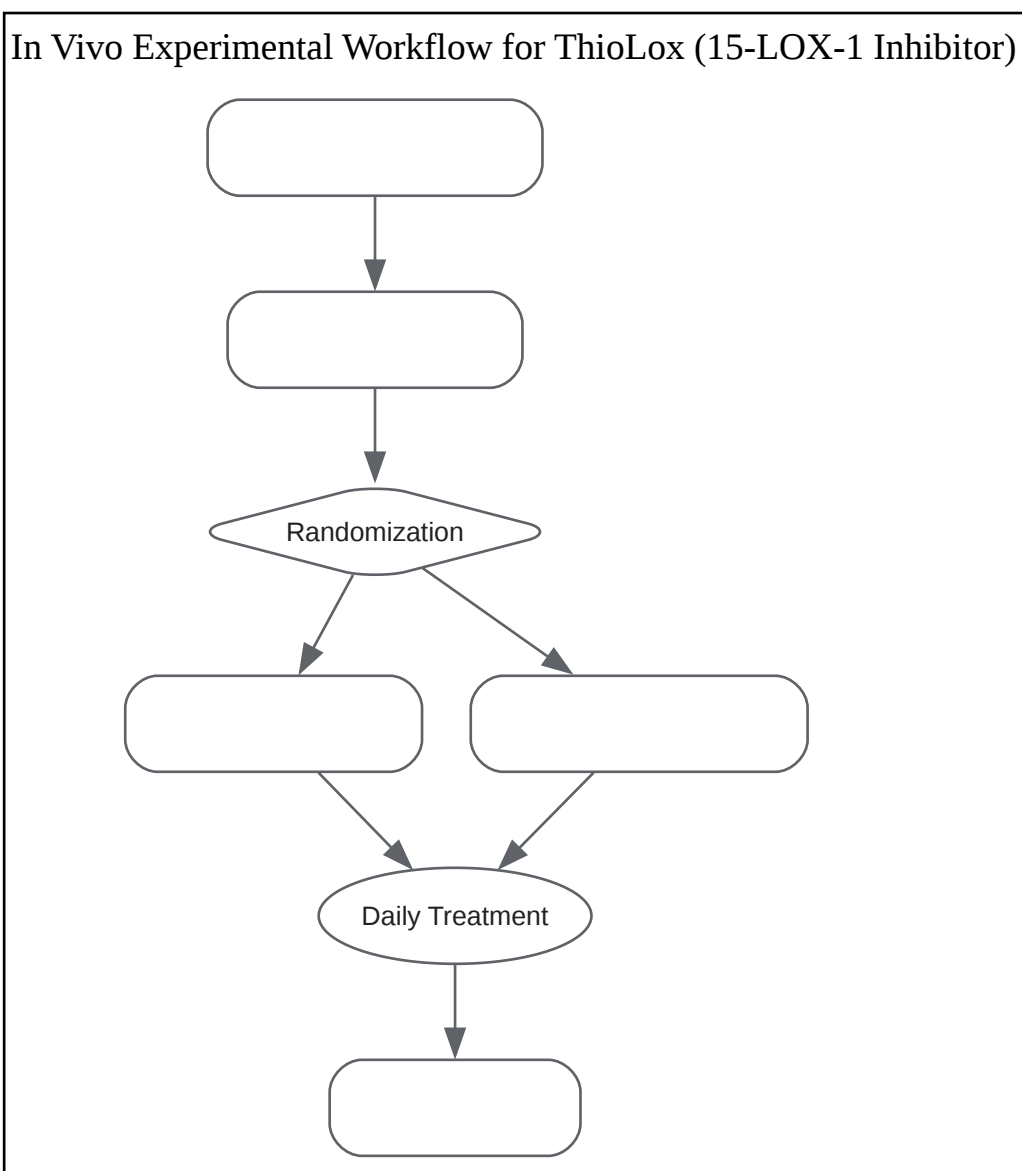 In Vivo Experimental Workflow for ThioLox (15-LOX-1 Inhibitor)
Randomization
Daily Treatment